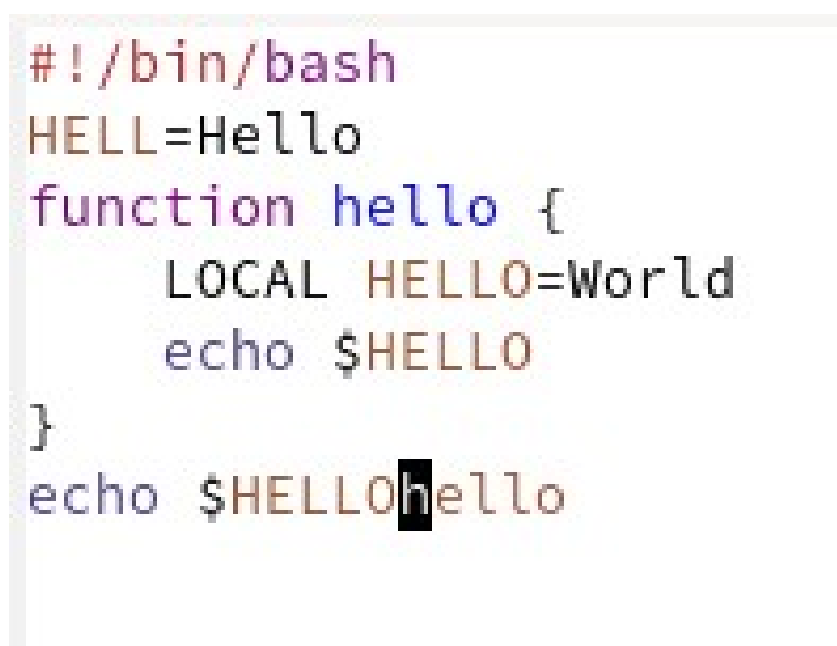 #!/bin/bash
HELL=Hello
function hello {
    LOCAL HELLO=World
    echo $HELLO
}
echo $HELLOhello